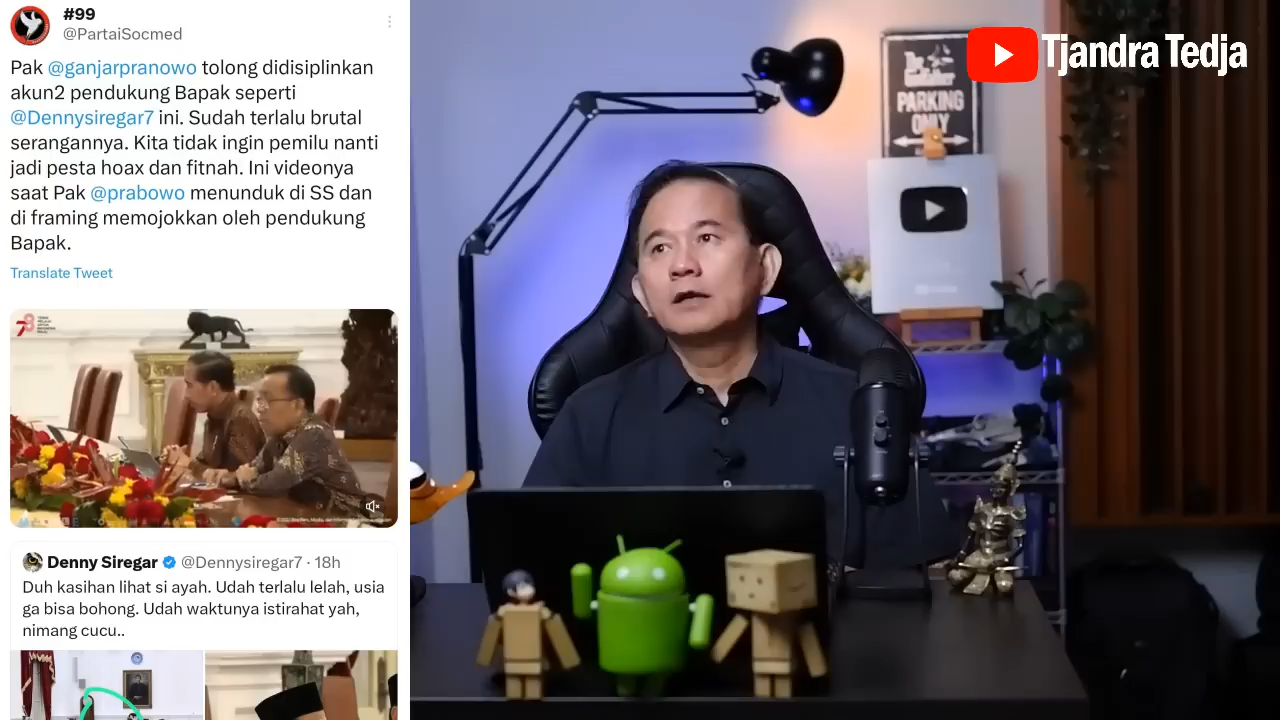 #99
@PartaiSocmed
Pak @ganjarpranowo tolong didisiplinkan
akun2 pendukung Bapak seperti
@Dennysiregar7 ini. Sudah terlalu brutal
serangannya. Kita tidak ingin pemilu nanti
jadi pesta hoax dan fitnah. Ini videonya
saat Pak @prabowo menunduk di SS dan
di framing memojokkan oleh pendukung
Bapak.
Translate Tweet
Denny Siregar @Dennysiregar7 · 18h
Duh kasihan lihat si ayah. Udah terlalu lelah, usia
ga bisa bohong. Udah waktunya istirahat yah,
nimang cucu..
Tjandra Tedja
The
Godfather
PARKING
ONLY